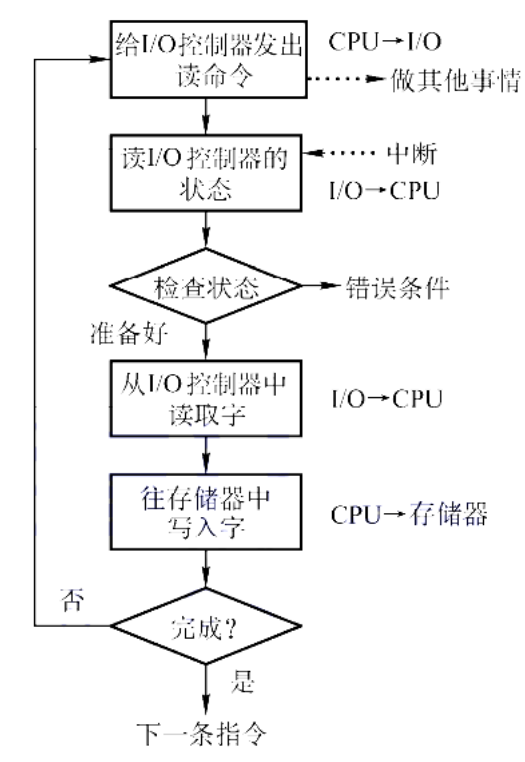 给I/O控制器发出
读命令
CPU→I/O
做其他事情
读I/O控制器的
状态
中断
I/O→CPU
检查状态
错误条件
准备好
从I/O控制器中
读取字
I/O→CPU
往存储器中
写入字
CPU→存储器
否
完成?
是
下一条指令